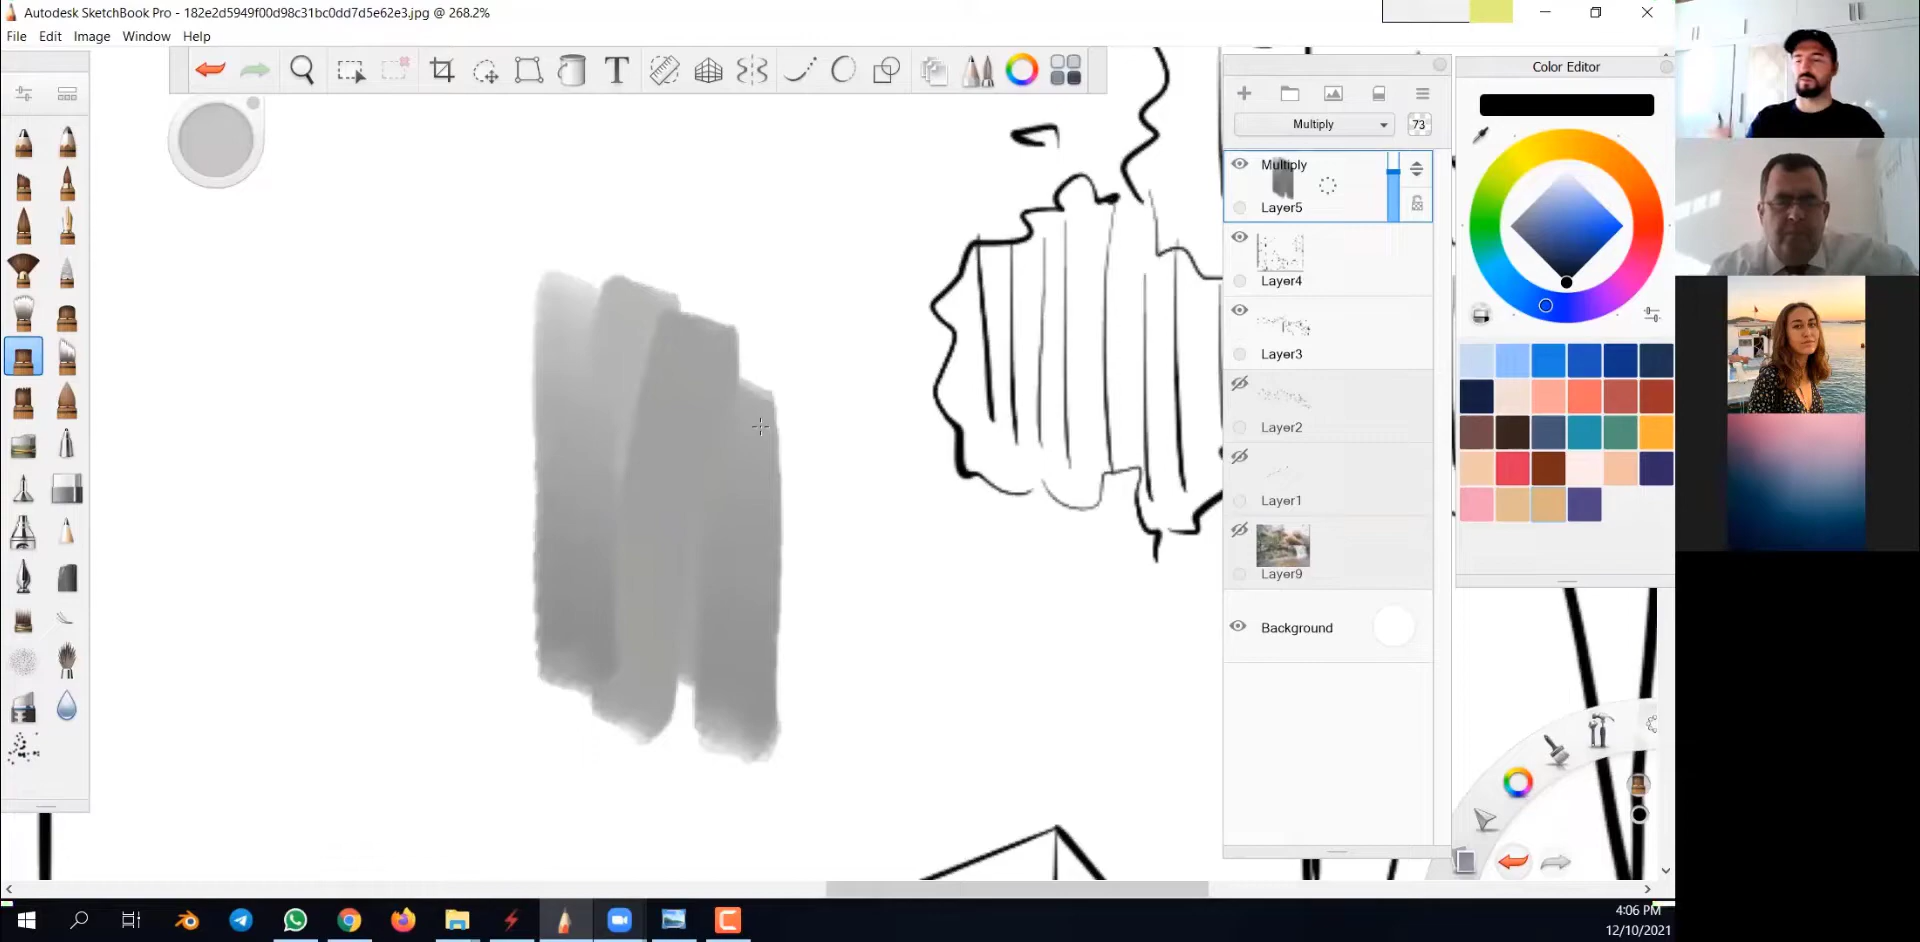 Autodesk SketchBook Pro - 182e2d5949f00d98c31bc0dd7d5e62e3.jpg @ 268.2%
File Edit Image Window Help
T
Color Editor
Multiply 73
Multiply
Layer5
Layer4
Layer3
Layer2
Layer1
Layer9
Background
4:06 PM
12/10/2021